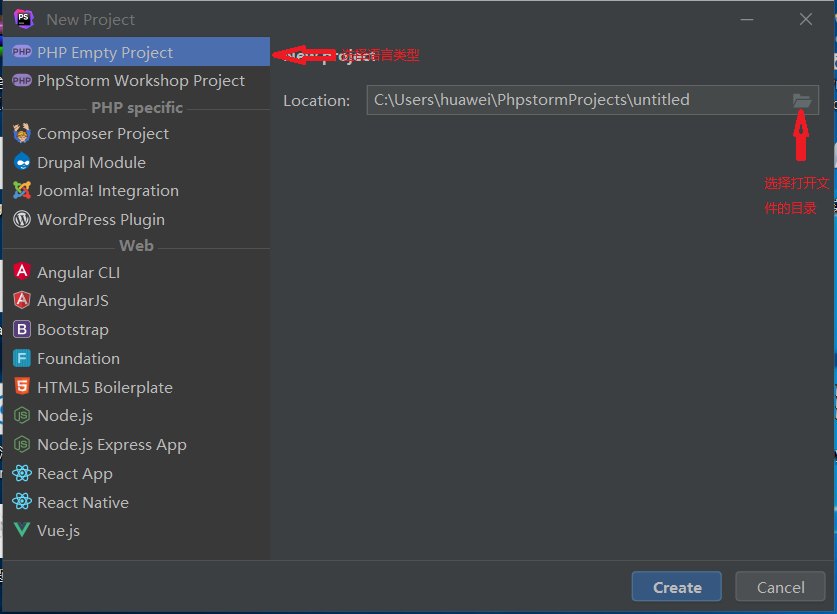 New Project
PHP Empty Project
PhpStorm Workshop Project
PHP specific
Composer Project
Drupal Module
Joomla! Integration
WordPress Plugin
Web
Angular CLI
AngularJS
Bootstrap
Foundation
HTML5 Boilerplate
Node.js
Node.js Express App
React App
React Native
Vue.js
New Project
选择语言类型
Location:
C:\Users\huawei\PhpstormProjects\untitled
选择打开文
件的目录
Create
Cancel